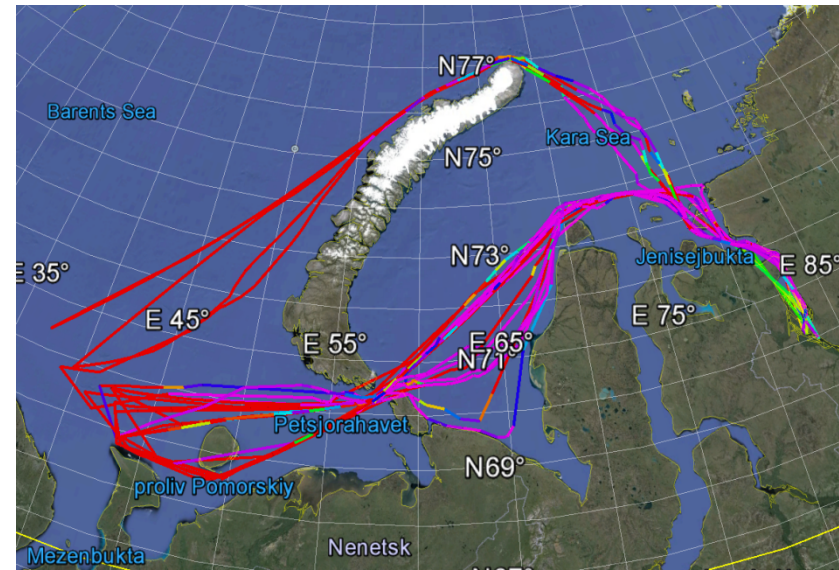 N77°
Barents Sea
Kara Sea
N75°
N73°
Jenisejbukta
E 85°
E 35°
E 45°
E 55°
E 65°
E 75°
N71°
Petsjorahavet
N69°
proliv Pomorskiy
Nenetsk
Mezenbukta